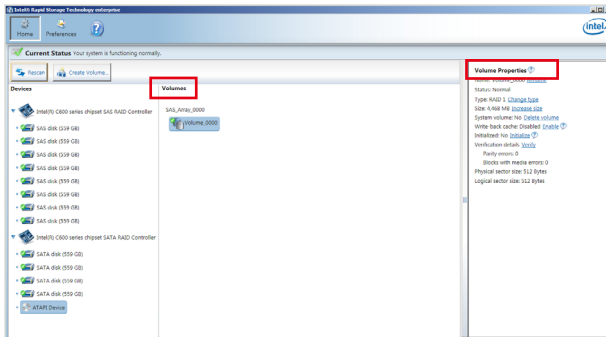 Intel® Rapid Storage Technology enterprise
Home
Preferences
intel
Current Status Your system is functioning normally.
Rescan
Create Volume...
Devices
Intel(R) C600 series chipset SAS RAID Controller
SAS disk (559 GB)
SAS disk (559 GB)
SAS disk (559 GB)
SAS disk (559 GB)
SAS disk (559 GB)
SAS disk (559 GB)
SAS disk (559 GB)
SAS disk (559 GB)
Intel(R) C600 series chipset SATA RAID Controller
SATA disk (559 GB)
SATA disk (559 GB)
SATA disk (559 GB)
SATA disk (559 GB)
ATAPI Device
Volumes
SAS_Array_0000
Volume_0000
Volume Properties
Name: Volume_0000 Rename
Status: Normal
Type: RAID 1 Change type
Size: 4,468 MB Increase size
System volume: No Delete volume
Write-back cache: Disabled Enable
Initialized: No Initialize
Verification details Verify
Parity errors: 0
Blocks with media errors: 0
Physical sector size: 512 Bytes
Logical sector size: 512 Bytes